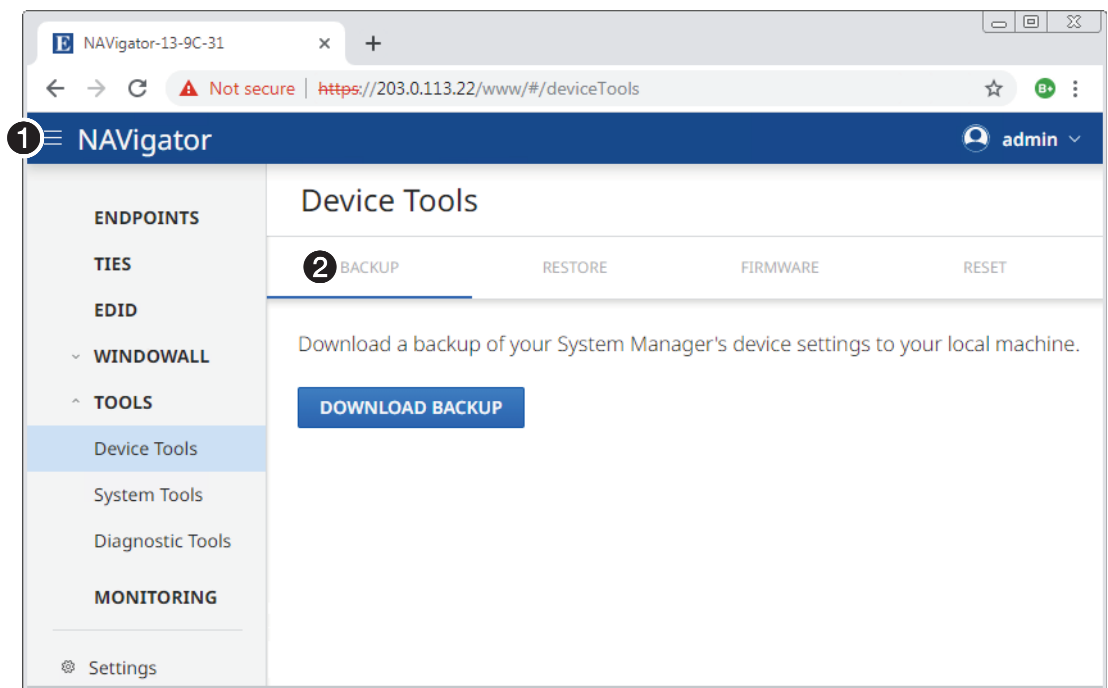 E NAVigator-13-9C-31
Not secure | https://203.0.113.22/www/#/deviceTools
B+
1 NAVigator admin
Device Tools
ENDPOINTS
TIES
EDID
WINDOWALL
TOOLS
Device Tools
System Tools
Diagnostic Tools
MONITORING
Settings
2 BACKUP RESTORE FIRMWARE RESET
Download a backup of your System Manager's device settings to your local machine.
DOWNLOAD BACKUP